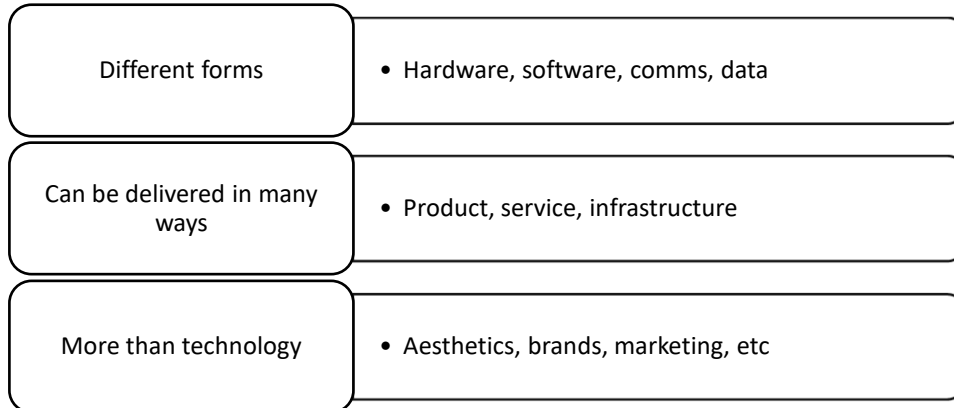 Different forms
• Hardware, software, comms, data
Can be delivered in many
ways
• Product, service, infrastructure
More than technology
• Aesthetics, brands, marketing, etc